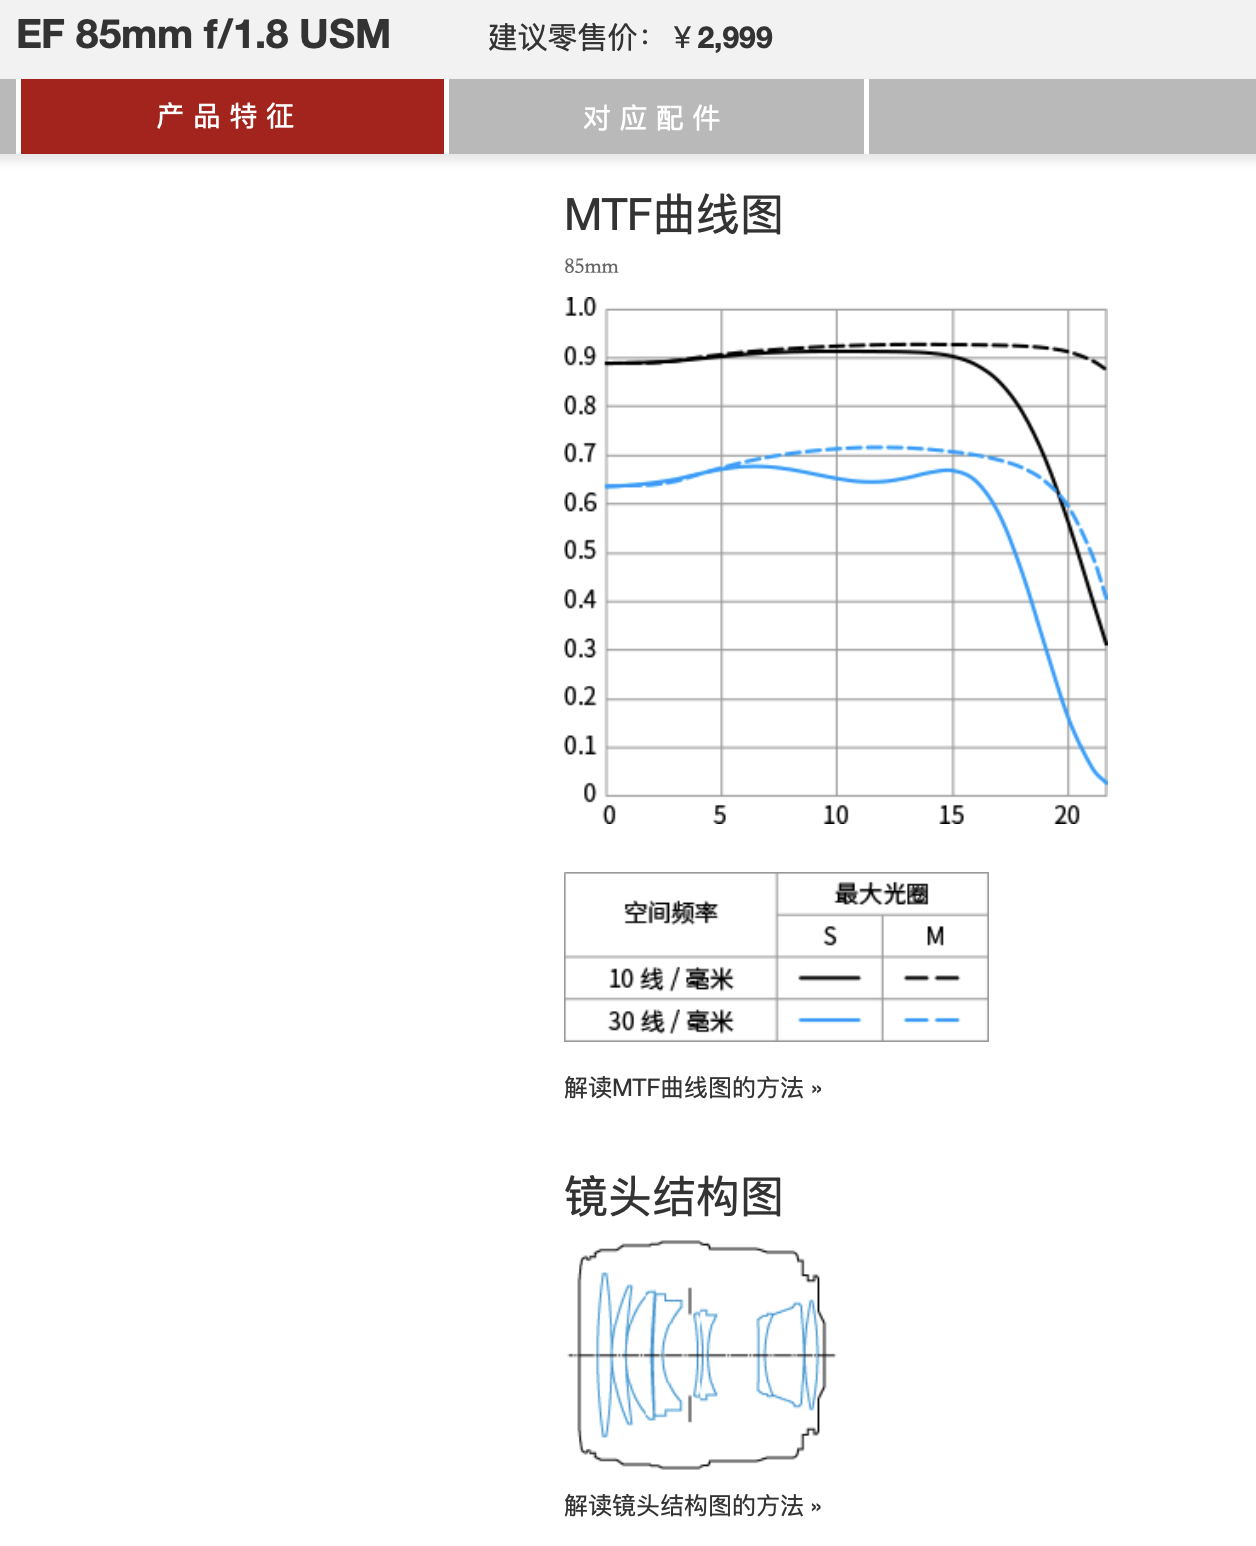 EF 85mm f/1.8 USM 建议零售价：￥2,999
产品特征 对应配件
MTF曲线图
85mm
1.0
0.9
0.8
0.7
0.6
0.5
0.4
0.3
0.2
0.1
0
0 5 10 15 20
空间频率 最大光圈
S M
10 线 / 毫米
30 线 / 毫米
解读MTF曲线图的方法 »
镜头结构图
解读镜头结构图的方法 »